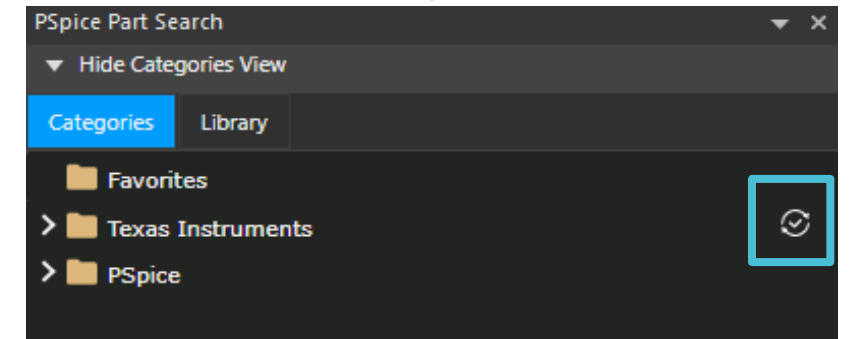 PSpice Part Search
Hide Categories View
Categories Library
Favorites
Texas Instruments
PSpice